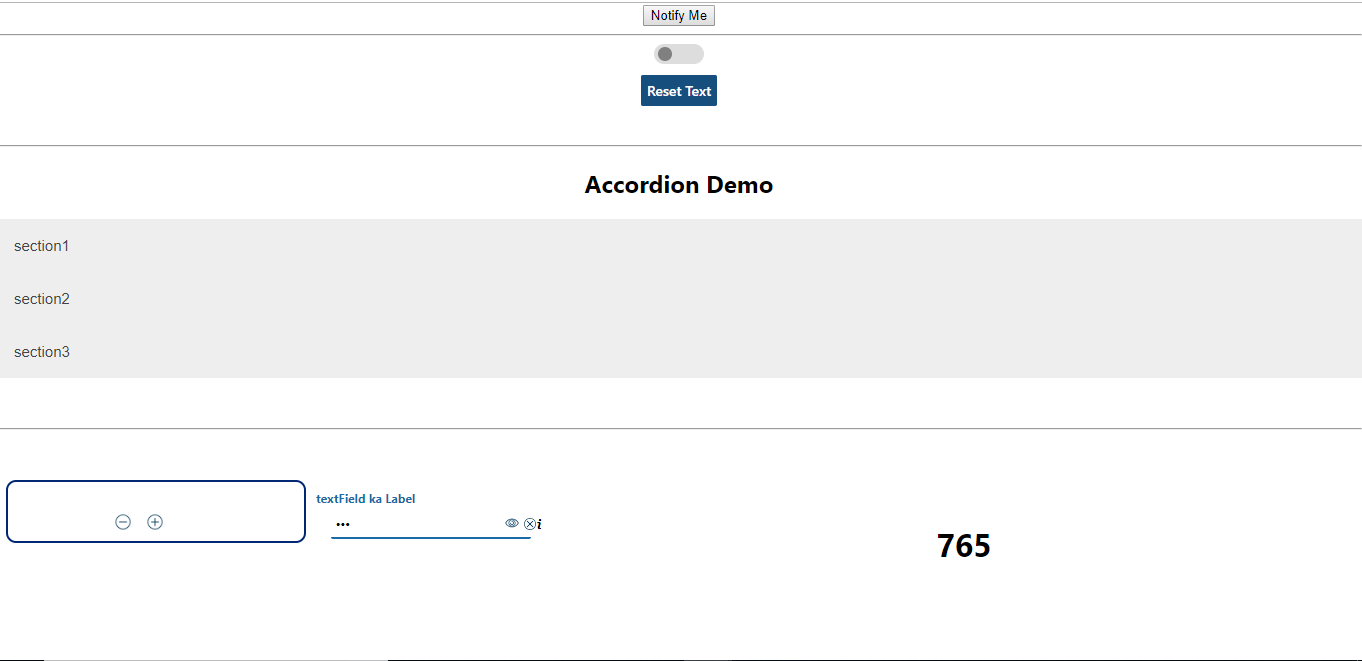 Notify Me
Reset Text
Accordion Demo
section1
section2
section3
textField ka Label
•••
i
765